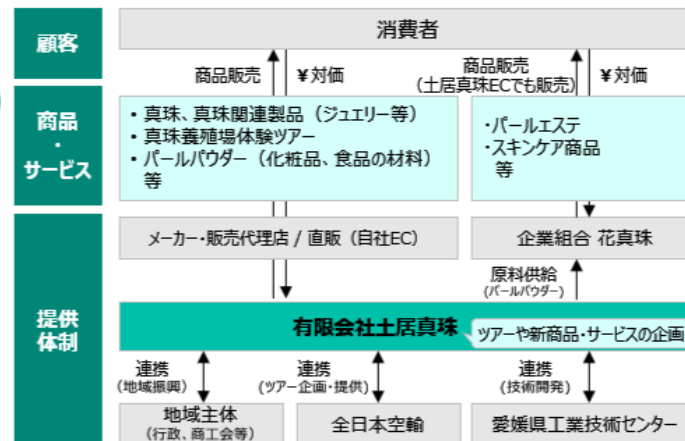 顧客
消費者
商品販売
¥対価
商品販売
(土居真珠ECでも販売)
¥対価
商品
・
サービス
・真珠、真珠関連製品（ジュエリー等）
・真珠養殖場体験ツアー
・パールパウダー（化粧品、食品の材料）
等
・パールエステ
・スキンケア商品
等
提供
体制
メーカー・販売代理店 / 直販（自社EC）
企業組合 花真珠
原料供給
(パールパウダー)
有限会社土居真珠
ツアーや新商品・サービスの企画
連携
(地域振興)
連携
(ツアー企画・提供)
連携
(技術開発)
地域主体
(行政、商工会等)
全日本空輸
愛媛県工業技術センター